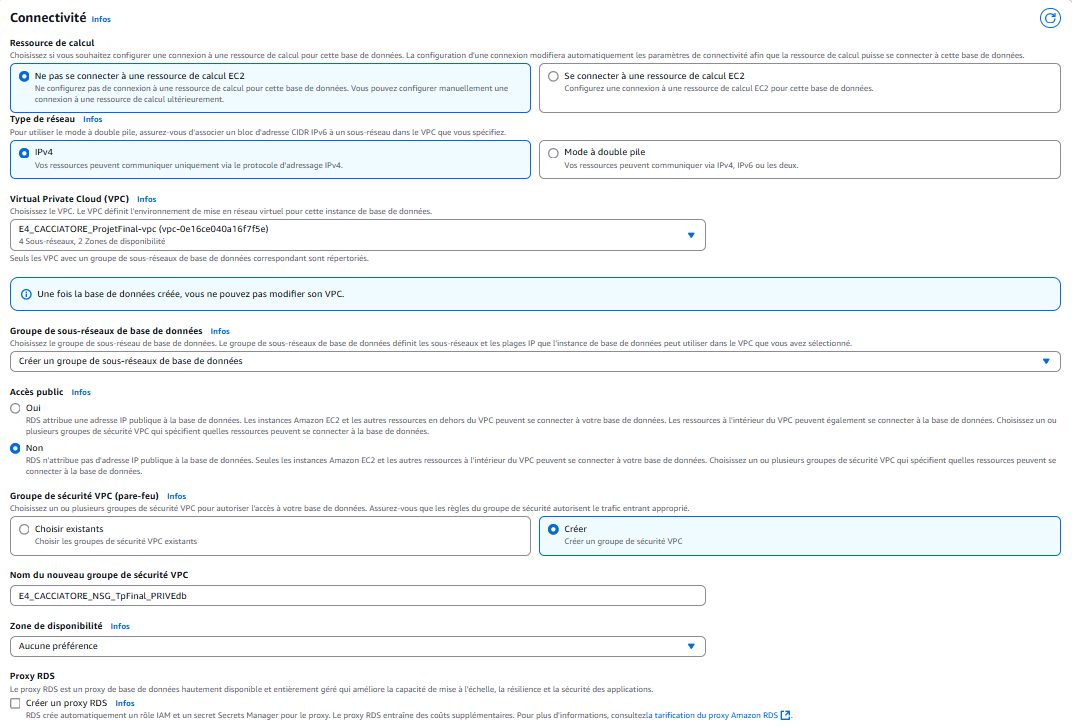 Connectivité Infos
Ressource de calcul
Choisissez si vous souhaitez configurer une connexion à une ressource de calcul pour cette base de données. La configuration d'une connexion modifiera automatiquement les paramètres de connectivité afin que la ressource de calcul puisse se connecter à cette base de données.
Ne pas se connecter à une ressource de calcul EC2
Ne configurez pas de connexion à une ressource de calcul pour cette base de données. Vous pouvez configurer manuellement une
connexion à une ressource de calcul ultérieurement.
Se connecter à une ressource de calcul EC2
Configurez une connexion à une ressource de calcul EC2 pour cette base de données.
Type de réseau Infos
Pour utiliser le mode à double pile, assurez-vous d'associer un bloc d'adresse CIDR IPv6 à un sous-réseau dans le VPC que vous spécifiez.
IPv4
Vos ressources peuvent communiquer uniquement via le protocole d'adressage IPv4.
Mode à double pile
Vos ressources peuvent communiquer via IPv4, IPv6 ou les deux.
Virtual Private Cloud (VPC) Infos
Choisissez le VPC. Le VPC définit l'environnement de mise en réseau virtuel pour cette instance de base de données.
E4_CACCIATORE_ProjetFinal-vpc (vpc-0e16ce040a16f7f5e)
4 Sous-réseaux, 2 Zones de disponibilité
Seuls les VPC avec un groupe de sous-réseaux de base de données correspondant sont répertoriés.
Une fois la base de données créée, vous ne pouvez pas modifier son VPC.
Groupe de sous-réseaux de base de données Infos
Choisissez le groupe de sous-réseau de base de données. Le groupe de sous-réseaux de base de données définit les sous-réseaux et les plages IP que l'instance de base de données peut utiliser dans le VPC que vous avez sélectionné.
Créer un groupe de sous-réseaux de base de données
Accès public Infos
Oui
RDS attribue une adresse IP publique à la base de données. Les instances Amazon EC2 et les autres ressources en dehors du VPC peuvent se connecter à votre base de données. Les ressources à l'intérieur du VPC peuvent également se connecter à la base de données. Choisissez un ou
plusieurs groupes de sécurité VPC qui spécifient quelles ressources peuvent se connecter à la base de données.
Non
RDS n'attribue pas d'adresse IP publique à la base de données. Seules les instances Amazon EC2 et les autres ressources à l'intérieur du VPC peuvent se connecter à votre base de données. Choisissez un ou plusieurs groupes de sécurité VPC qui spécifient quelles ressources peuvent se
connecter à la base de données.
Groupe de sécurité VPC (pare-feu) Infos
Choisissez un ou plusieurs groupes de sécurité VPC pour autoriser l'accès à votre base de données. Assurez-vous que les règles du groupe de sécurité autorisent le trafic entrant approprié.
Choisir existants
Choisir les groupes de sécurité VPC existants
Créer
Créer un groupe de sécurité VPC
Nom du nouveau groupe de sécurité VPC
E4_CACCIATORE_NSG_TpFinal_PRIVEdb
Zone de disponibilité Infos
Aucune préférence
Proxy RDS
Le proxy RDS est un proxy de base de données hautement disponible et entièrement géré qui améliore la capacité de mise à l'échelle, la résilience et la sécurité des applications.
Créer un proxy RDS Infos
RDS crée automatiquement un rôle IAM et un secret Secrets Manager pour le proxy. Le proxy RDS entraîne des coûts supplémentaires. Pour plus d'informations, consultezla tarification du proxy Amazon RDS.